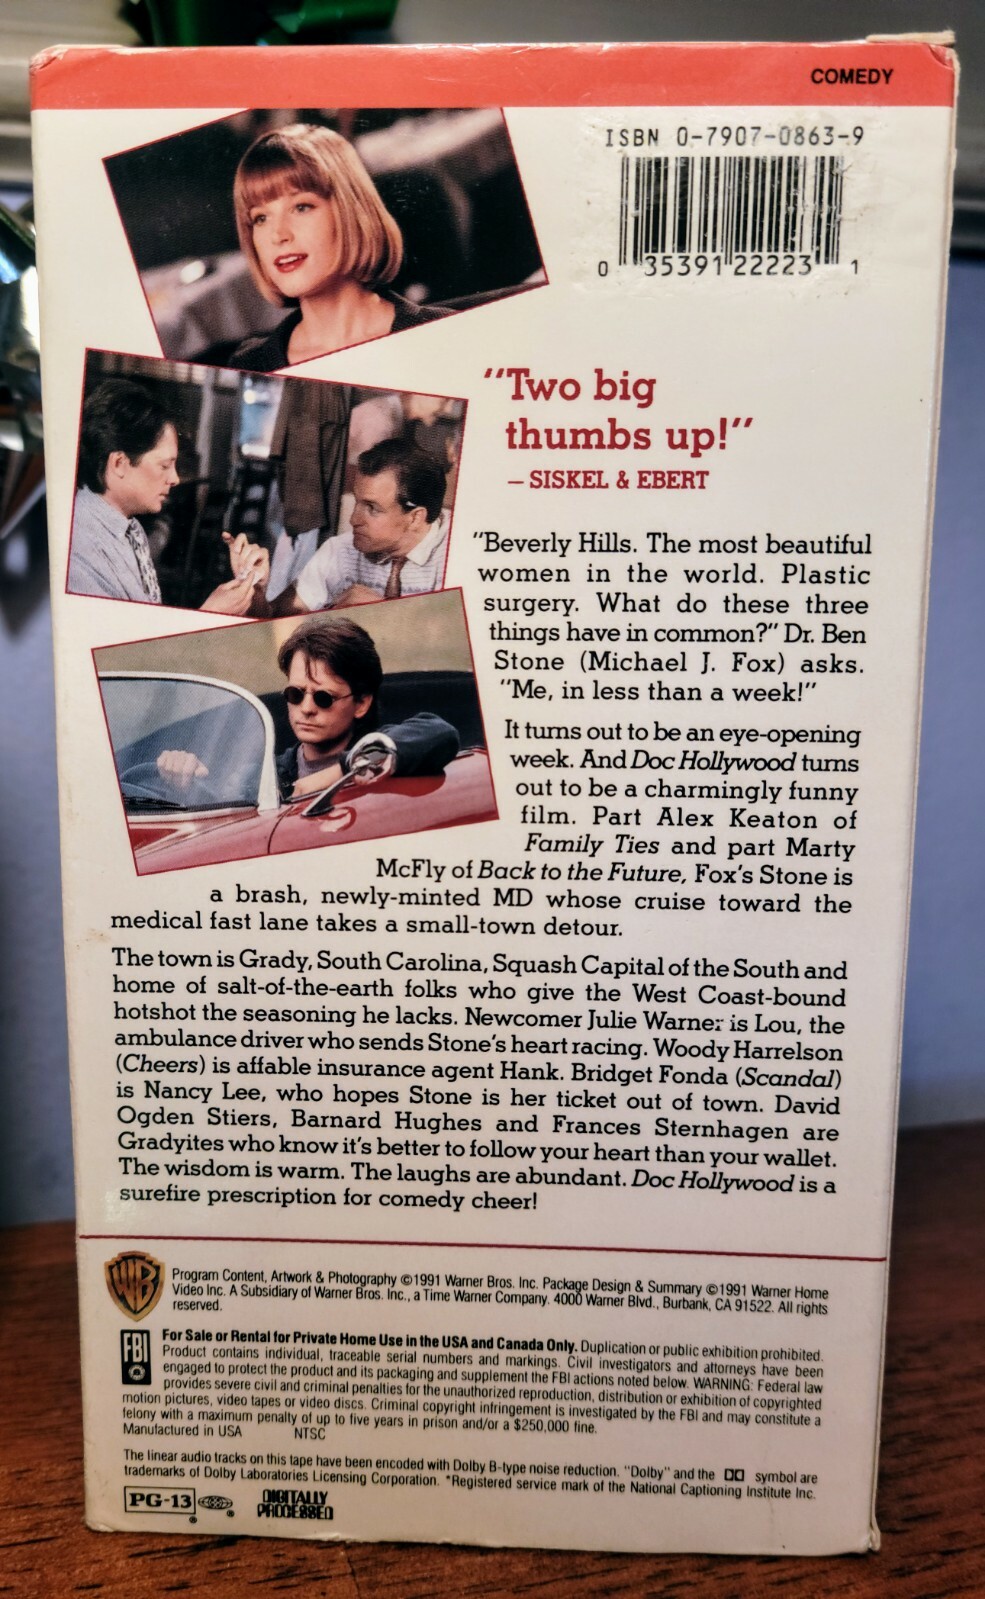 COMEDY
ISBN 0-7907-0863-9
0 35391 22223 1
"Two big
thumbs up!"
– SISKEL & EBERT
"Beverly Hills. The most beautiful
women in the world. Plastic
surgery. What do these three
things have in common?" Dr. Ben
Stone (Michael J. Fox) asks.
"Me, in less than a week!"
It turns out to be an eye-opening
week. And Doc Hollywood turns
out to be a charmingly funny
film. Part Alex Keaton of
Family Ties and part Marty
McFly of Back to the Future, Fox's Stone is
a brash, newly-minted MD whose cruise toward the
medical fast lane takes a small-town detour.
The town is Grady, South Carolina, Squash Capital of the South and
home of salt-of-the-earth folks who give the West Coast-bound
hotshot the seasoning he lacks. Newcomer Julie Warner is Lou, the
ambulance driver who sends Stone's heart racing. Woody Harrelson
(Cheers) is affable insurance agent Hank. Bridget Fonda (Scandal)
is Nancy Lee, who hopes Stone is her ticket out of town. David
Ogden Stiers, Barnard Hughes and Frances Sternhagen are
Gradyites who know it's better to follow your heart than your wallet.
The wisdom is warm. The laughs are abundant. Doc Hollywood is a
surefire prescription for comedy cheer!
WB
Program Content, Artwork & Photography ©1991 Warner Bros. Inc. Package Design & Summary ©1991 Warner Home
Video Inc. A Subsidiary of Warner Bros. Inc., a Time Warner Company. 4000 Warner Blvd., Burbank, CA 91522. All rights
reserved.
FBI
For Sale or Rental for Private Home Use in the USA and Canada Only. Duplication or public exhibition prohibited.
Product contains individual, traceable serial numbers and markings. Civil investigators and attorneys have been
engaged to protect the product and its packaging and supplement the FBI actions noted below. WARNING: Federal law
provides severe civil and criminal penalties for the unauthorized reproduction, distribution or exhibition of copyrighted
motion pictures, video tapes or video discs. Criminal copyright infringement is investigated by the FBI and may constitute a
felony with a maximum penalty of up to five years in prison and/or a $250,000 fine.
Manufactured in USA NTSC
The linear audio tracks on this tape have been encoded with Dolby B-type noise reduction. "Dolby" and the symbol are
trademarks of Dolby Laboratories Licensing Corporation. *Registered service mark of the National Captioning Institute Inc.
PG-13 ® ®
DIGITALLY
PROCESSED